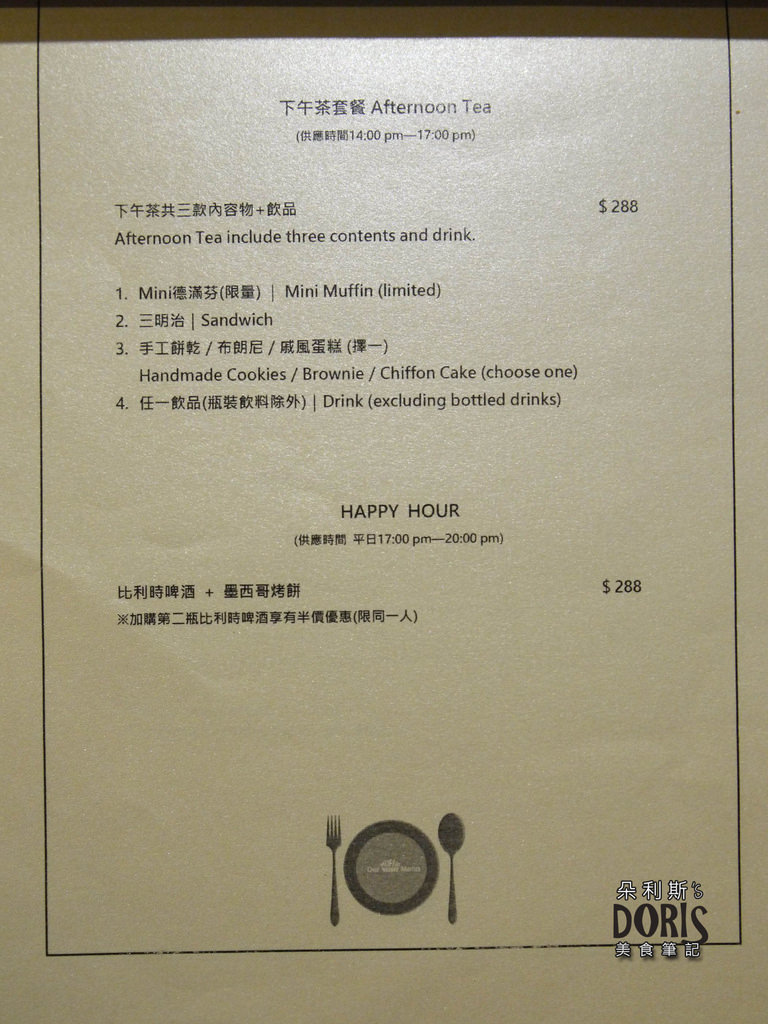 下午茶套餐 Afternoon Tea
(供應時間14:00 pm—17:00 pm)
下午茶共三款內容物+飲品 $ 288
Afternoon Tea include three contents and drink.
1. Mini德滿芬(限量) | Mini Muffin (limited)
2. 三明治 | Sandwich
3. 手工餅乾 / 布朗尼 / 戚風蛋糕 (擇一)
Handmade Cookies / Brownie / Chiffon Cake (choose one)
4. 任一飲品(瓶裝飲料除外) | Drink (excluding bottled drinks)
HAPPY HOUR
(供應時間 平日17:00 pm—20:00 pm)
比利時啤酒 + 墨西哥烤餅 $ 288
※加購第二瓶比利時啤酒享有半價優惠(限同一人)
朵利斯's
DORIS
美食筆記